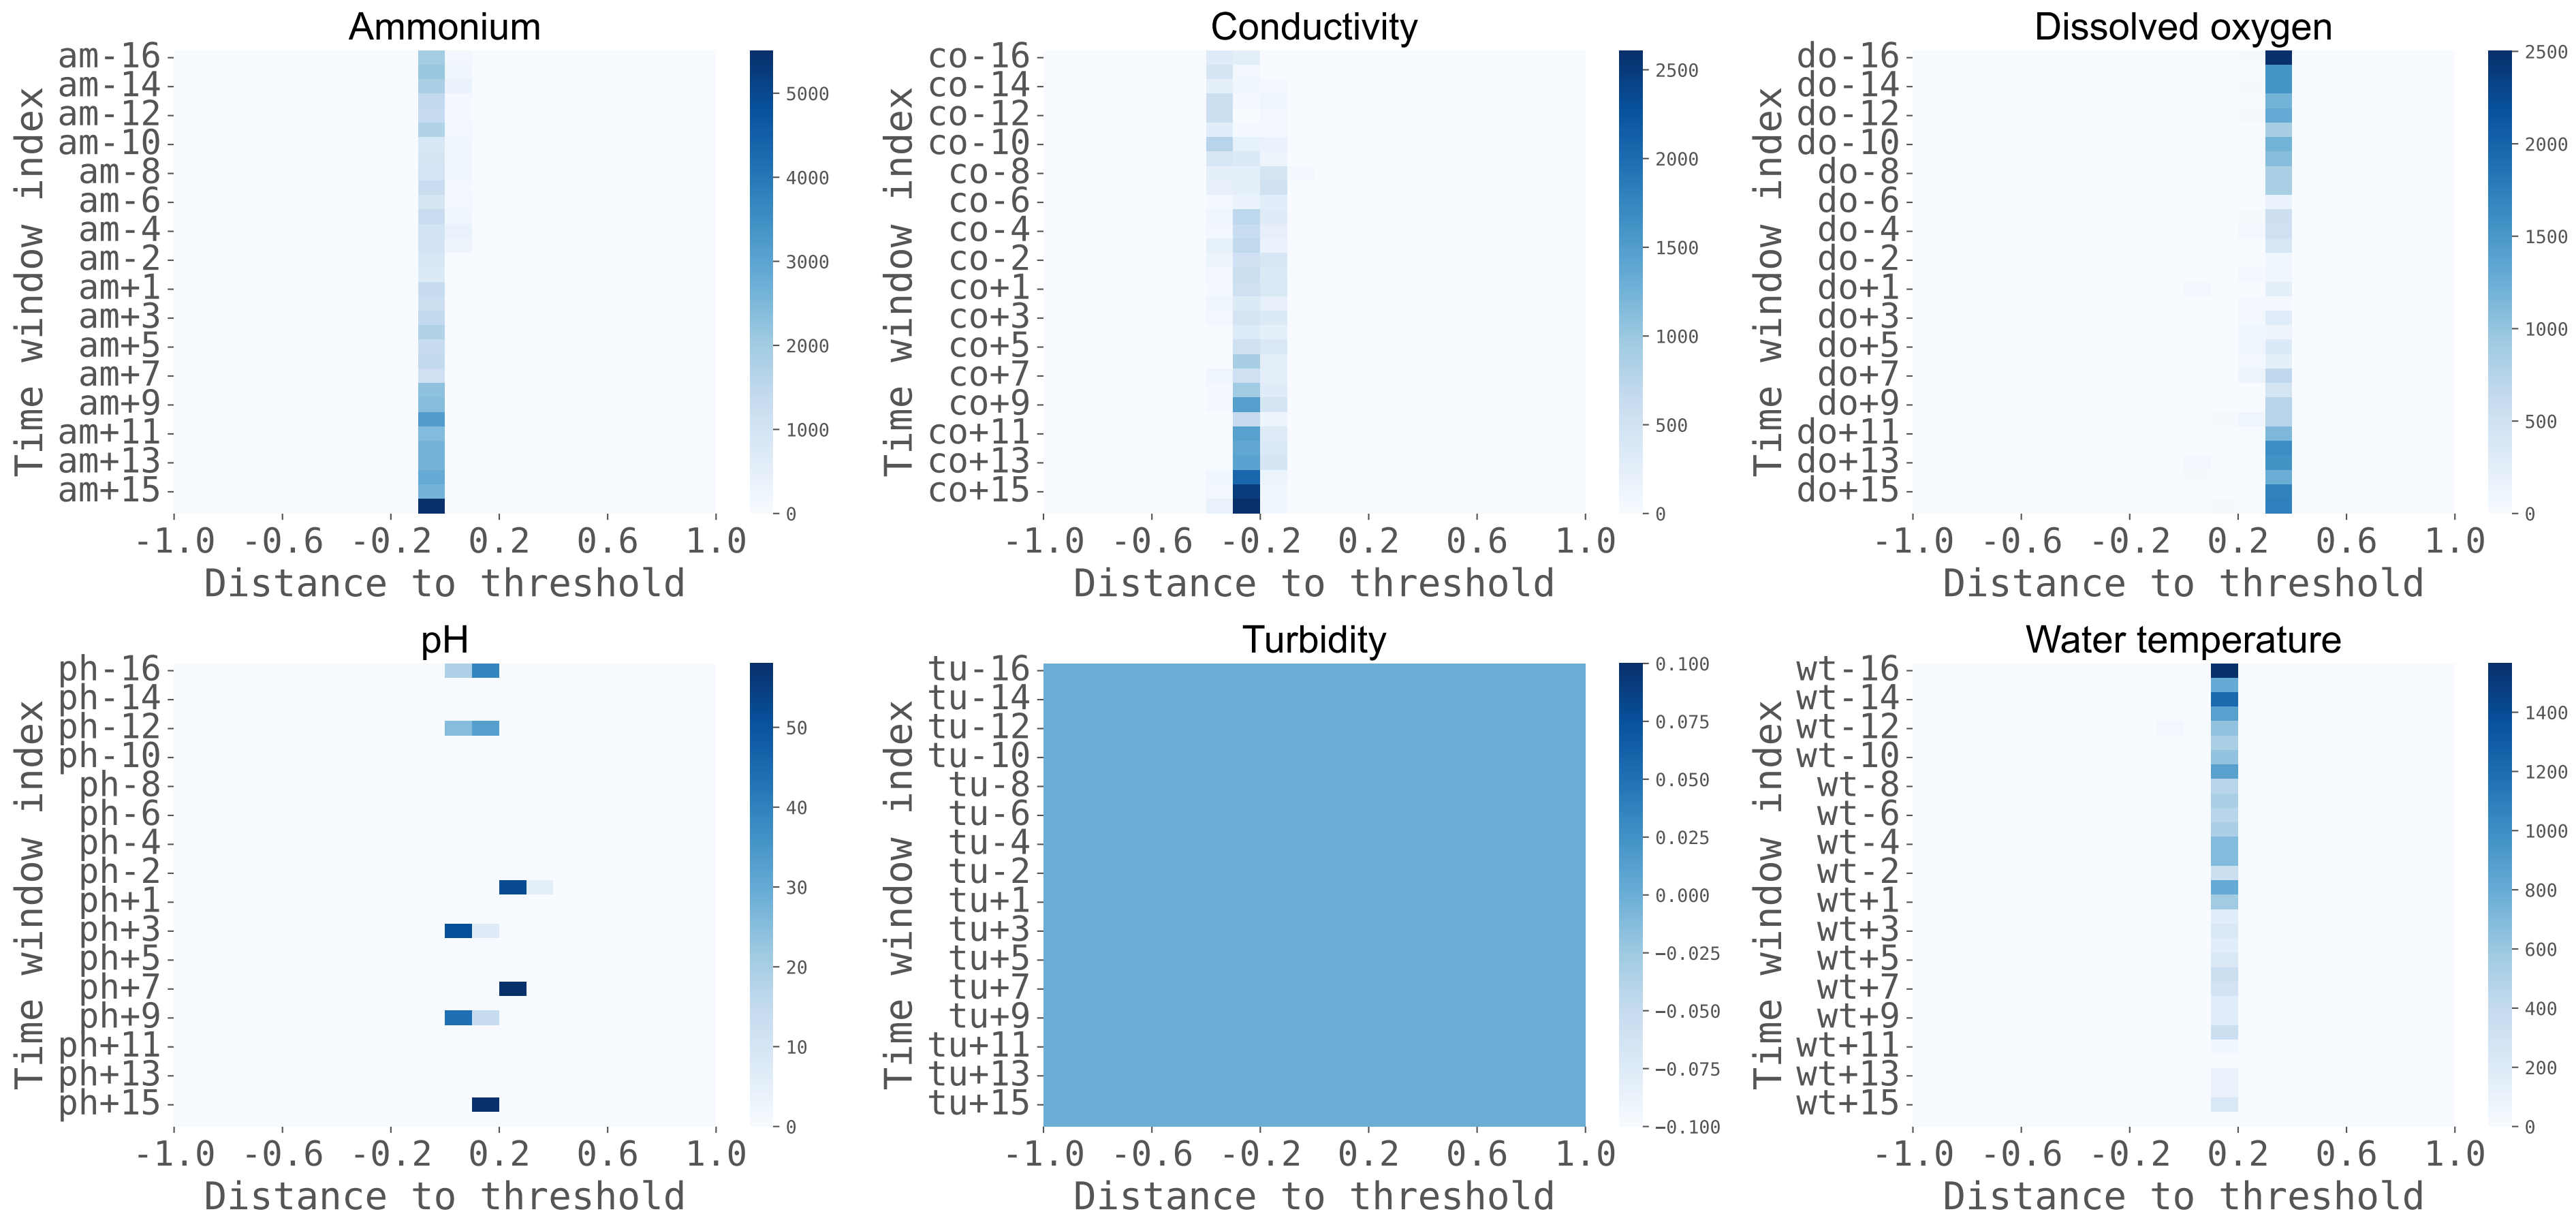 Ammonium
Time window index
am-16
am-14
am-12
am-10
am-8
am-6
am-4
am-2
am+1
am+3
am+5
am+7
am+9
am+11
am+13
am+15
-1.0 -0.6 -0.2 0.2 0.6 1.0
Distance to threshold
5000
4000
3000
2000
1000
0
Conductivity
Time window index
co-16
co-14
co-12
co-10
co-8
co-6
co-4
co-2
co+1
co+3
co+5
co+7
co+9
co+11
co+13
co+15
-1.0 -0.6 -0.2 0.2 0.6 1.0
Distance to threshold
2500
2000
1500
1000
500
0
Dissolved oxygen
Time window index
do-16
do-14
do-12
do-10
do-8
do-6
do-4
do-2
do+1
do+3
do+5
do+7
do+9
do+11
do+13
do+15
-1.0 -0.6 -0.2 0.2 0.6 1.0
Distance to threshold
2500
2000
1500
1000
500
0
pH
Time window index
ph-16
ph-14
ph-12
ph-10
ph-8
ph-6
ph-4
ph-2
ph+1
ph+3
ph+5
ph+7
ph+9
ph+11
ph+13
ph+15
-1.0 -0.6 -0.2 0.2 0.6 1.0
Distance to threshold
50
40
30
20
10
0
Turbidity
Time window index
tu-16
tu-14
tu-12
tu-10
tu-8
tu-6
tu-4
tu-2
tu+1
tu+3
tu+5
tu+7
tu+9
tu+11
tu+13
tu+15
-1.0 -0.6 -0.2 0.2 0.6 1.0
Distance to threshold
0.100
0.075
0.050
0.025
0.000
−0.025
−0.050
−0.075
−0.100
Water temperature
Time window index
wt-16
wt-14
wt-12
wt-10
wt-8
wt-6
wt-4
wt-2
wt+1
wt+3
wt+5
wt+7
wt+9
wt+11
wt+13
wt+15
-1.0 -0.6 -0.2 0.2 0.6 1.0
Distance to threshold
1400
1200
1000
800
600
400
200
0